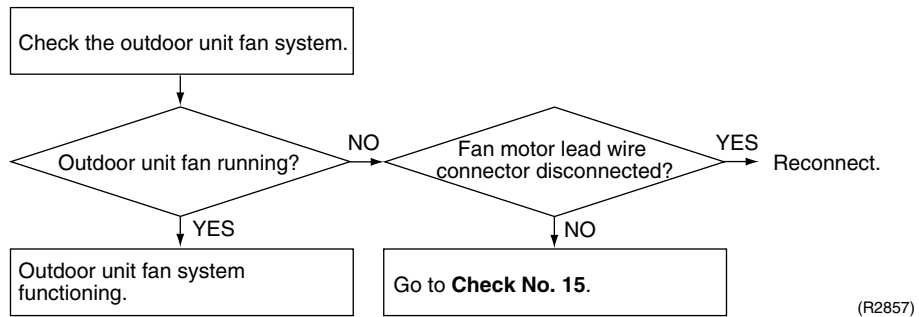 Check the outdoor unit fan system.
Outdoor unit fan running?
NO
Fan motor lead wire
connector disconnected?
YES
Reconnect.
YES
NO
Outdoor unit fan system
functioning.
Go to Check No. 15.
(R2857)